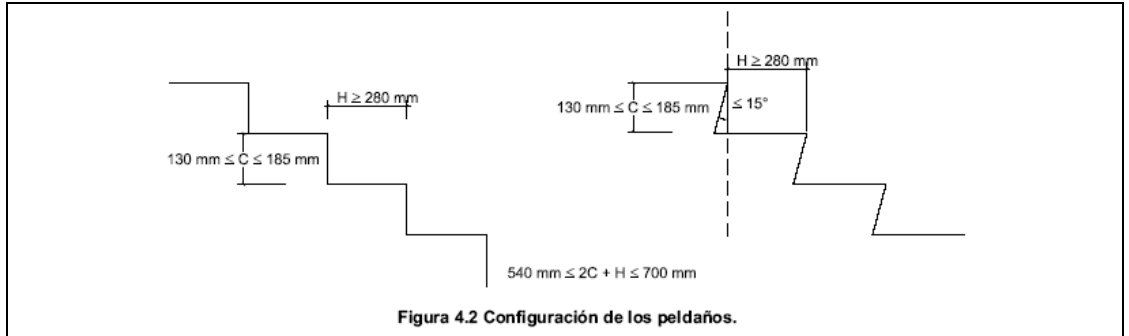 H ≥ 280 mm
130 mm ≤ C ≤ 185 mm
H ≥ 280 mm
130 mm ≤ C ≤ 185 mm
≤ 15°
540 mm ≤ 2C + H ≤ 700 mm
Figura 4.2 Configuración de los peldaños.